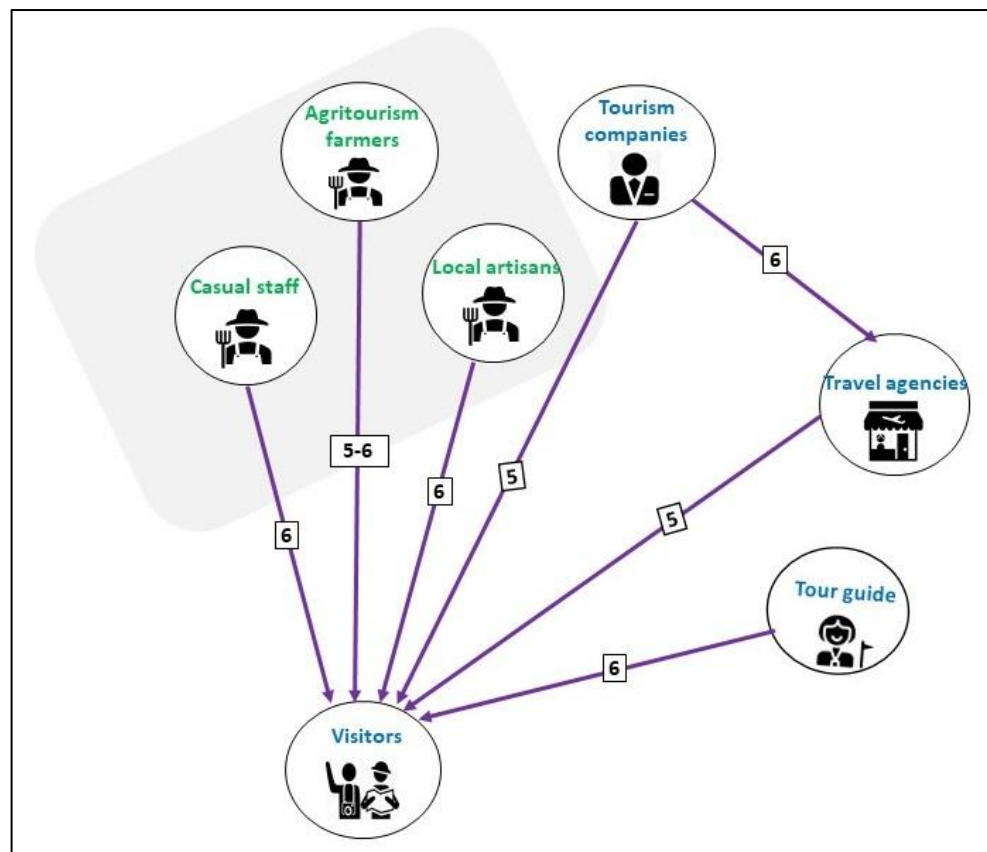 Agritourism
farmers
Tourism
companies
Casual staff
Local artisans
6
Travel agencies
5-6
5
6
5
6
Tour guide
6
Visitors